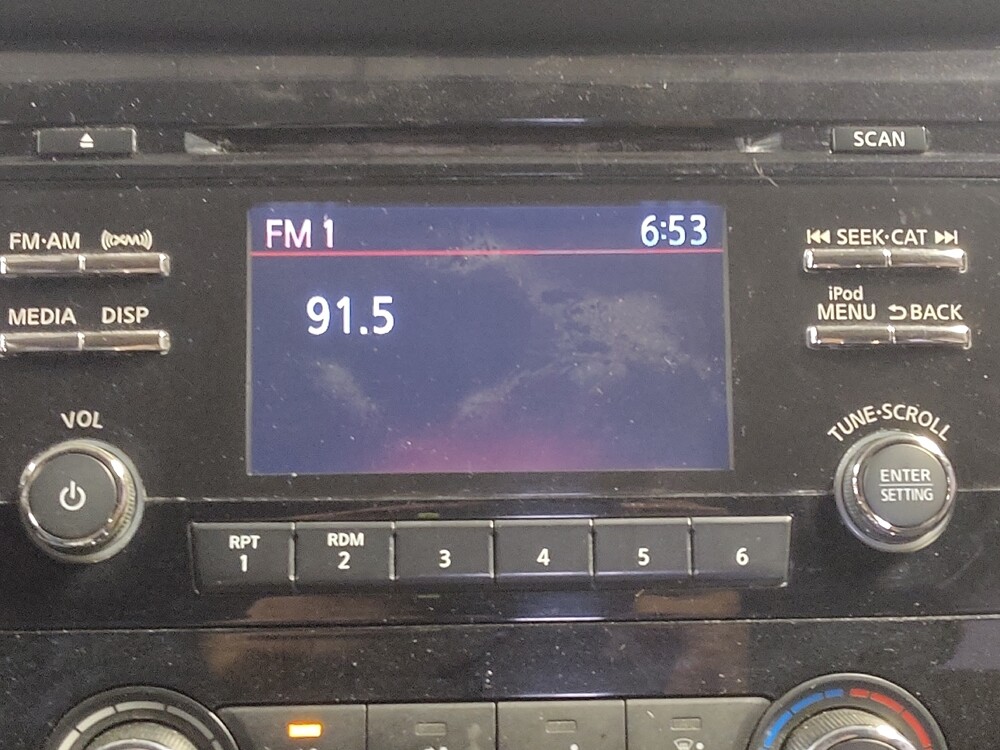 SCAN
FM·AM
XM
MEDIA
DISP
VOL
FM 1 6:53
91.5
SEEK·CAT
iPod
MENU
BACK
TUNE·SCROLL
ENTER
SETTING
RPT
1
RDM
2
3
4
5
6